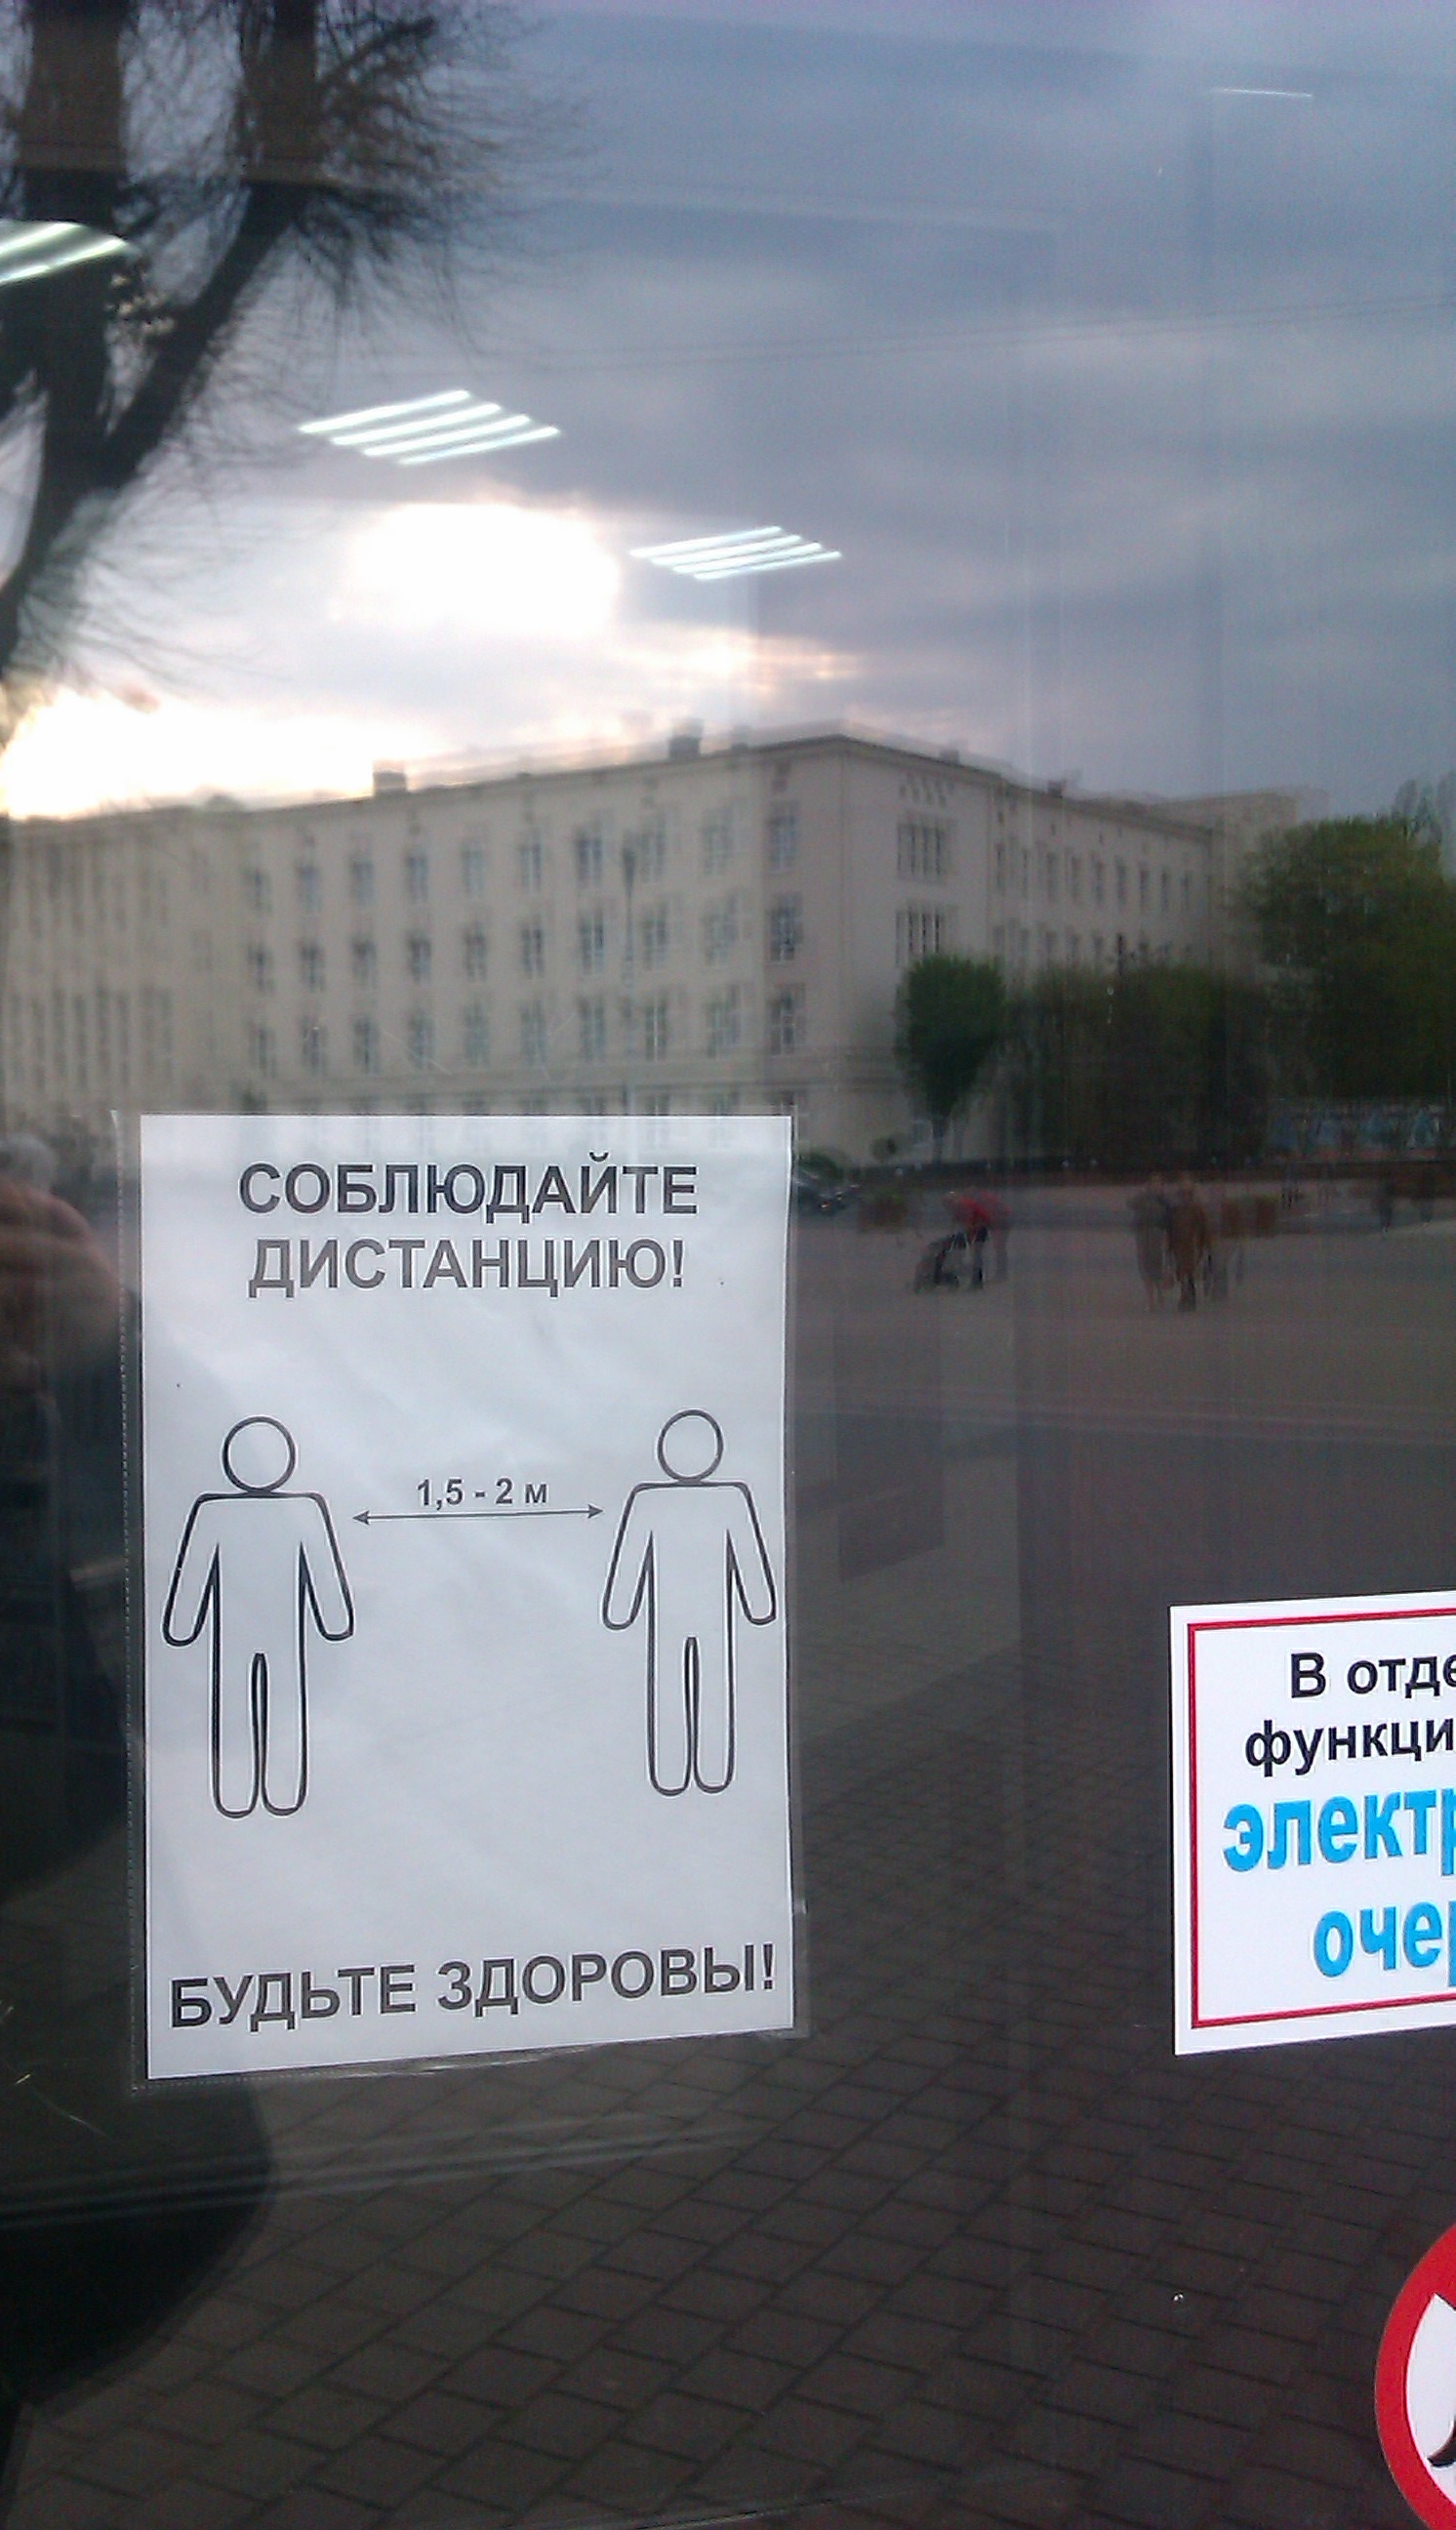 СОБЛЮДАЙТЕ
ДИСТАНЦИЮ!
1,5 - 2 м
БУДЬТЕ ЗДОРОВЫ!
В